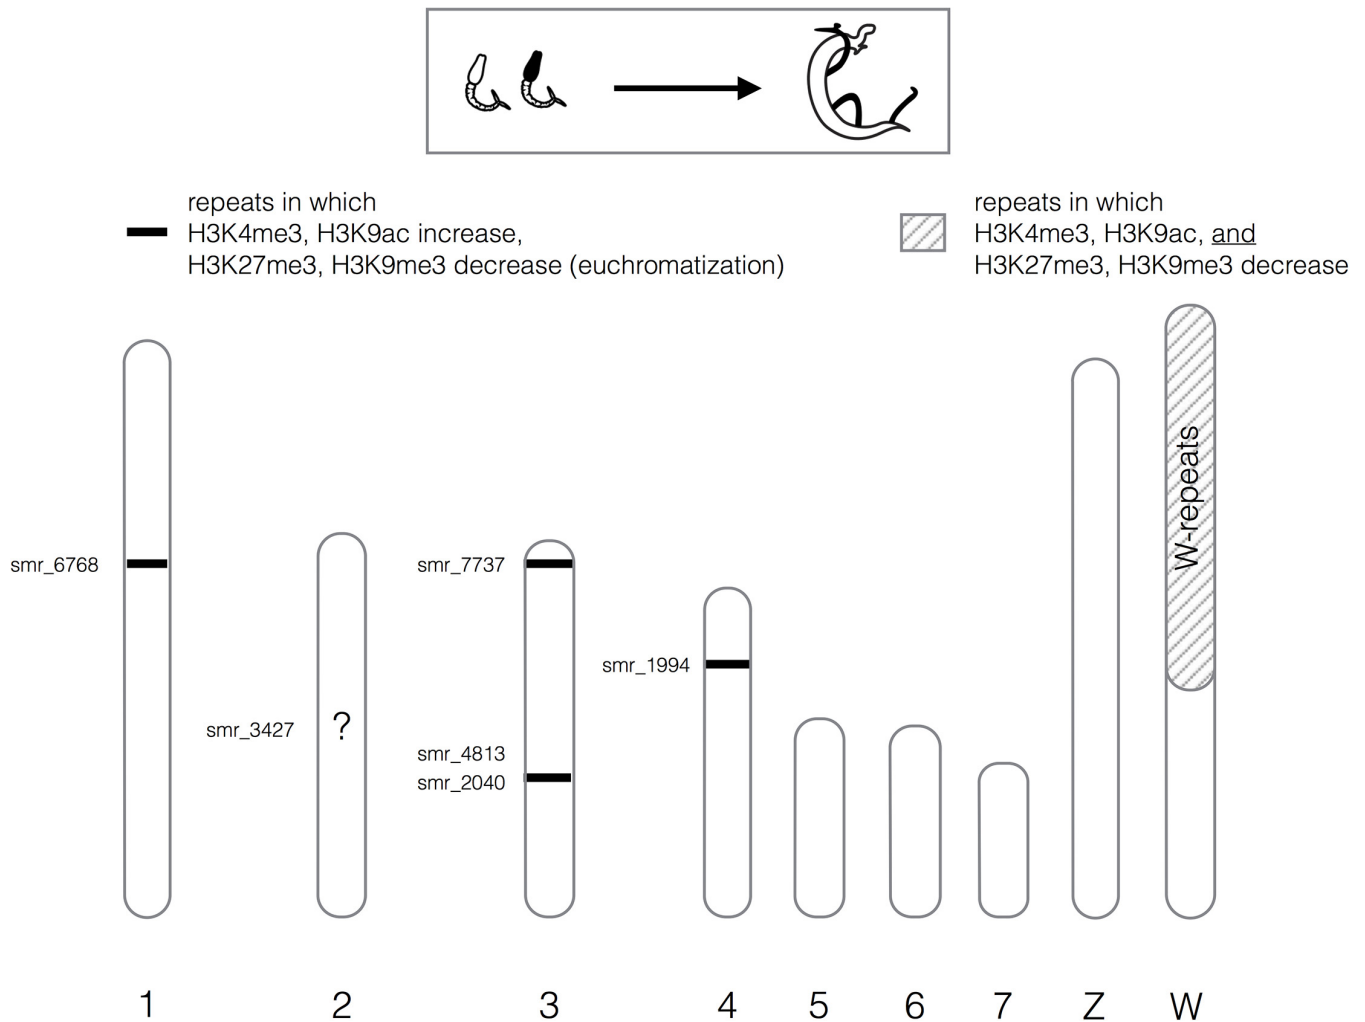 repeats in which
H3K4me3, H3K9ac increase,
H3K27me3, H3K9me3 decrease (euchromatization)
repeats in which
H3K4me3, H3K9ac, and
H3K27me3, H3K9me3 decrease
W-repeats
smr_6768
smr_7737
smr_1994
smr_3427
?
smr_4813
smr_2040
1 2 3 4 5 6 7 Z W